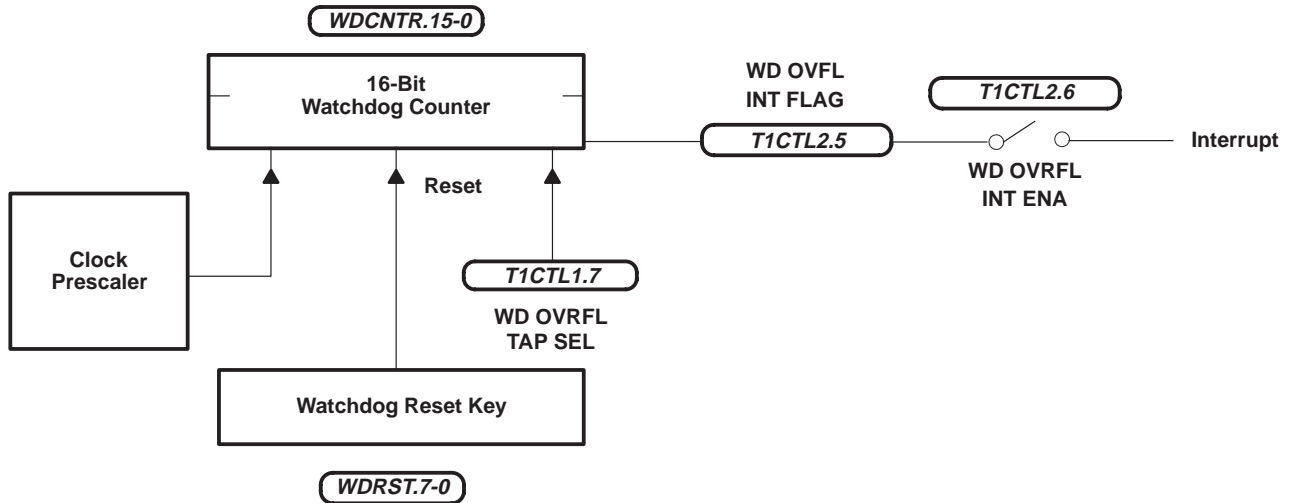 WDCNTR.15-0
16-Bit
Watchdog Counter
WD OVFL
INT FLAG
T1CTL2.6
T1CTL2.5
Interrupt
WD OVRFL
INT ENA
Reset
Clock
Prescaler
T1CTL1.7
WD OVRFL
TAP SEL
Watchdog Reset Key
WDRST.7-0